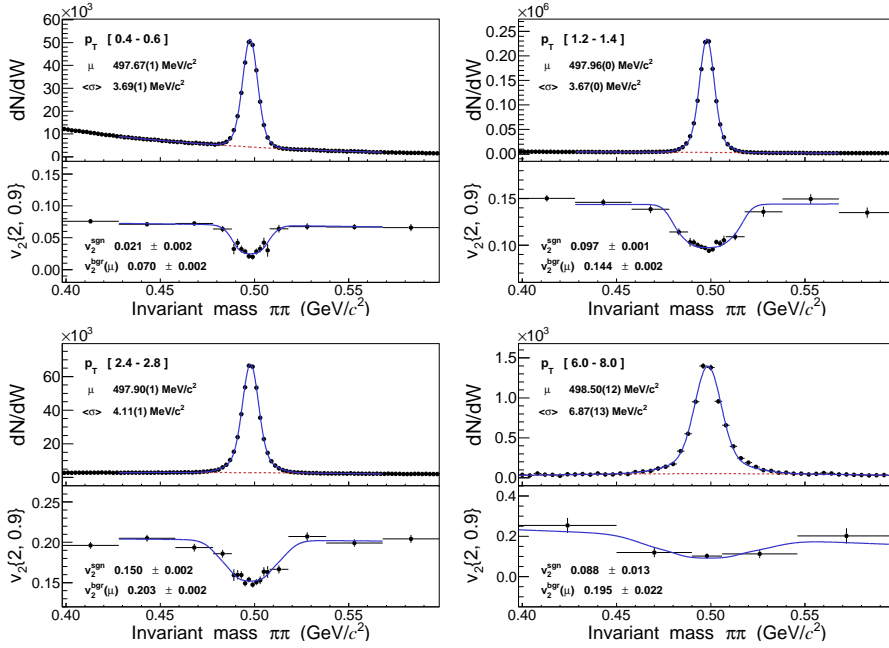 ×10³
p_T [ 0.4 - 0.6 ]
μ 497.67(1) MeV/c²
<σ> 3.69(1) MeV/c²
dN/dW
60
50
40
30
20
10
0
v₂{2, 0.9}
0.15
0.10
0.05
0.00
v₂^sgn 0.021 ± 0.002
v₂^bgr(μ) 0.070 ± 0.002
0.40 0.45 0.50 0.55
Invariant mass ππ (GeV/c²)
×10⁶
p_T [ 1.2 - 1.4 ]
μ 497.96(0) MeV/c²
<σ> 3.67(0) MeV/c²
dN/dW
0.26
0.20
0.15
0.10
0.05
0.00
v₂{2, 0.9}
0.15
0.10
v₂^sgn 0.097 ± 0.001
v₂^bgr(μ) 0.144 ± 0.002
0.40 0.45 0.50 0.55
Invariant mass ππ (GeV/c²)
×10³
p_T [ 2.4 - 2.8 ]
μ 497.90(1) MeV/c²
<σ> 4.11(1) MeV/c²
dN/dW
60
40
20
0
v₂{2, 0.9}
0.25
0.20
0.15
v₂^sgn 0.150 ± 0.002
v₂^bgr(μ) 0.203 ± 0.002
0.40 0.45 0.50 0.55
Invariant mass ππ (GeV/c²)
×10³
p_T [ 6.0 - 8.0 ]
μ 498.50(12) MeV/c²
<σ> 6.87(13) MeV/c²
dN/dW
1.5
1.0
0.5
0.0
v₂{2, 0.9}
0.4
0.2
0.0
v₂^sgn 0.088 ± 0.013
v₂^bgr(μ) 0.195 ± 0.022
0.40 0.45 0.50 0.55
Invariant mass ππ (GeV/c²)